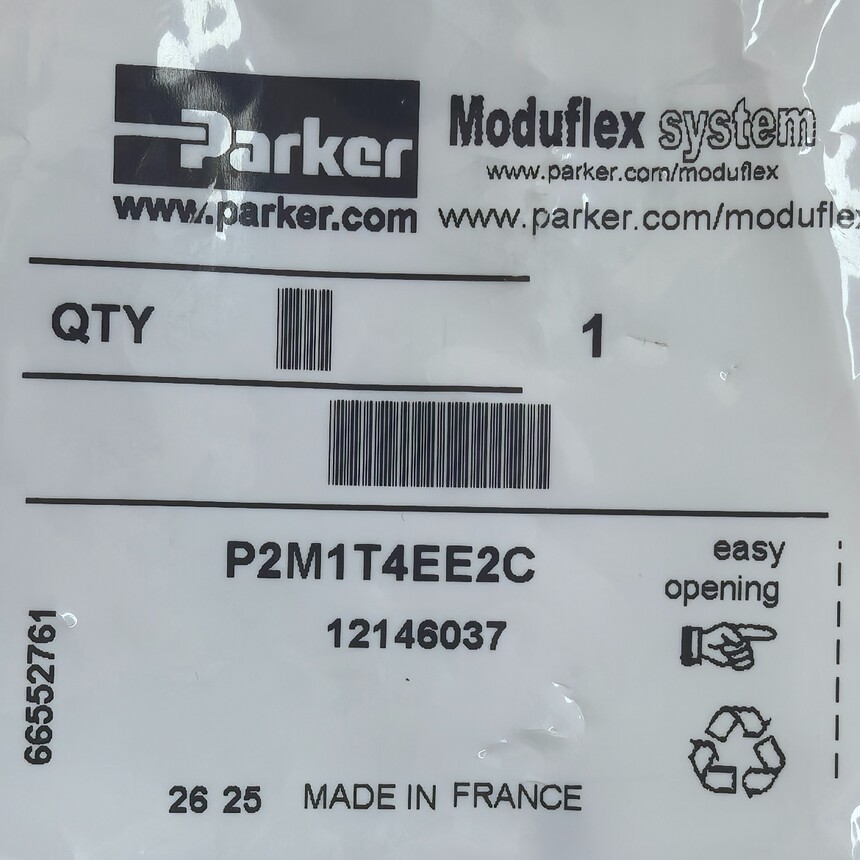 Parker
www.parker.com
Moduflex system
www.parker.com/moduflex
www.parker.com/moduflex
QTY 1
P2M1T4EE2C
12146037
easy
opening
66552761
26 25 MADE IN FRANCE